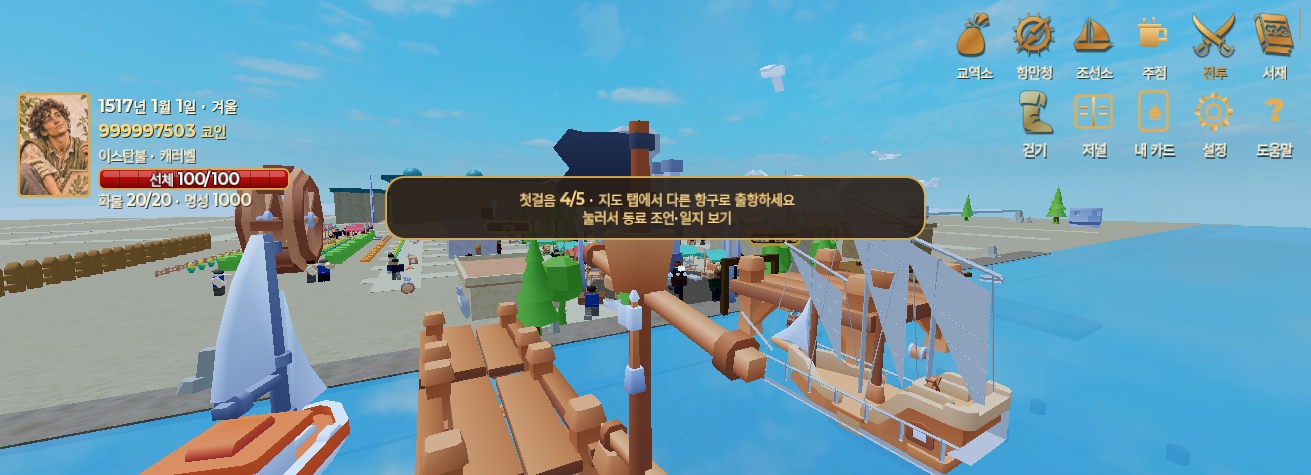 교역소
항만청
조선소
주점
전투
서재
걷기
저널
내 카드
설정
?
도움말
1517년 1월 1일 · 겨울
999997503 코인
이스탄불 · 캐러벨
선체 100/100
화물 20/20 · 명성 1000
첫걸음 4/5 · 지도 탭에서 다른 항구로 출항하세요
눌러서 동료 조언·일지 보기